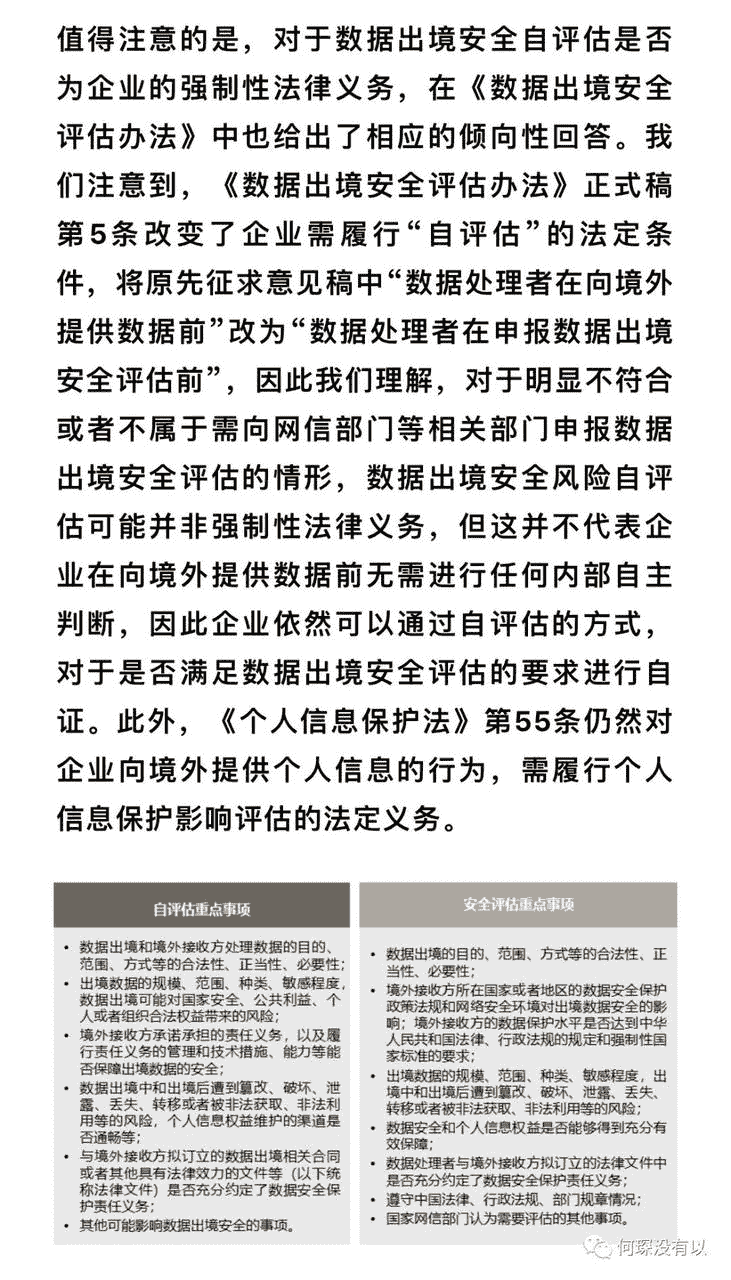 值得注意的是，对于数据出境安全自评估是否
为企业的强制性法律义务，在《数据出境安全
评估办法》中也给出了相应的倾向性回答。我
们注意到，《数据出境安全评估办法》正式稿
第5条改变了企业需履行“自评估”的法定条
件，将原先征求意见稿中“数据处理者在向境外
提供数据前”改为“数据处理者在申报数据出境
安全评估前”，因此我们理解，对于明显不符合
或者不属于需向网信部门等相关部门申报数据
出境安全评估的情形，数据出境安全风险自评
估可能并非强制性法律义务，但这并不代表企
业在向境外提供数据前无需进行任何内部自主
判断，因此企业依然可以通过自评估的方式，
对于是否满足数据出境安全评估的要求进行自
证。此外，《个人信息保护法》第55条仍然对
企业向境外提供个人信息的行为，需履行个人
信息保护影响评估的法定义务。
自评估重点事项
• 数据出境和境外接收方处理数据的目的、
范围、方式等的合法性、正当性、必要性；
• 出境数据的规模、范围、种类、敏感程度，
数据出境可能对国家安全、公共利益、个
人或者组织合法权益带来的风险；
• 境外接收方承诺承担的责任义务，以及履
行责任义务的管理和技术措施、能力等能
否保障出境数据的安全；
• 数据出境中和出境后遭到篡改、破坏、泄
露、丢失、转移或者被非法获取、非法利
用等的风险，个人信息权益维护的渠道是
否通畅等；
• 与境外接收方拟订立的数据出境相关合同
或者其他具有法律效力的文件等（以下统
称法律文件）是否充分约定了数据安全保
护责任义务；
• 其他可能影响数据出境安全的事项。
安全评估重点事项
• 数据出境的目的、范围、方式等的合法性、正
当性、必要性；
• 境外接收方所在国家或者地区的数据安全保护
政策法规和网络安全环境对出境数据安全的影
响；境外接收方的数据保护水平是否达到中华
人民共和国法律、行政法规的规定和强制性国
家标准的要求；
• 出境数据的规模、范围、种类、敏感程度，出
境中和出境后遭到篡改、破坏、泄露、丢失、
转移或者被非法获取、非法利用等的风险；
• 数据安全和个人信息权益是否能够得到充分有
效保障；
• 数据处理者与境外接收方拟订立的法律文件中
是否充分约定了数据安全保护责任义务；
• 遵守中国法律、行政法规、部门规章情况；
• 国家网信部门认为需要评估的其他事项。
何琛没有以